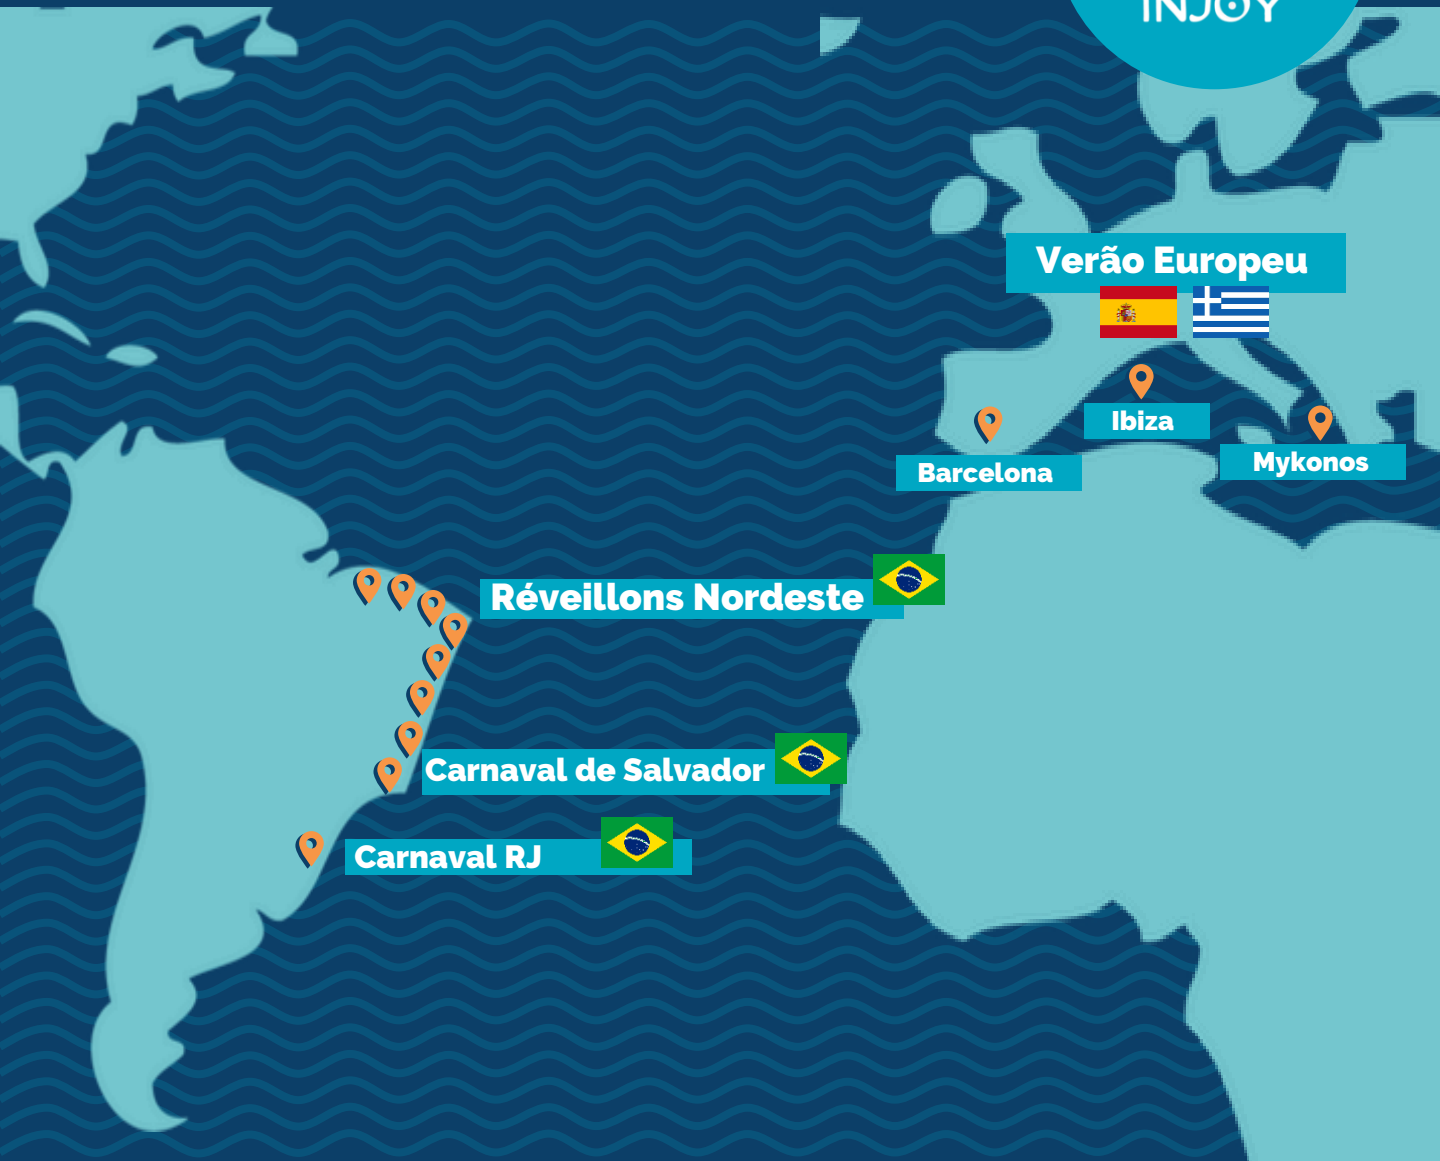 INJOY
Verão Europeu
Ibiza
Barcelona
Mykonos
Réveillons Nordeste
Carnaval de Salvador
Carnaval RJ